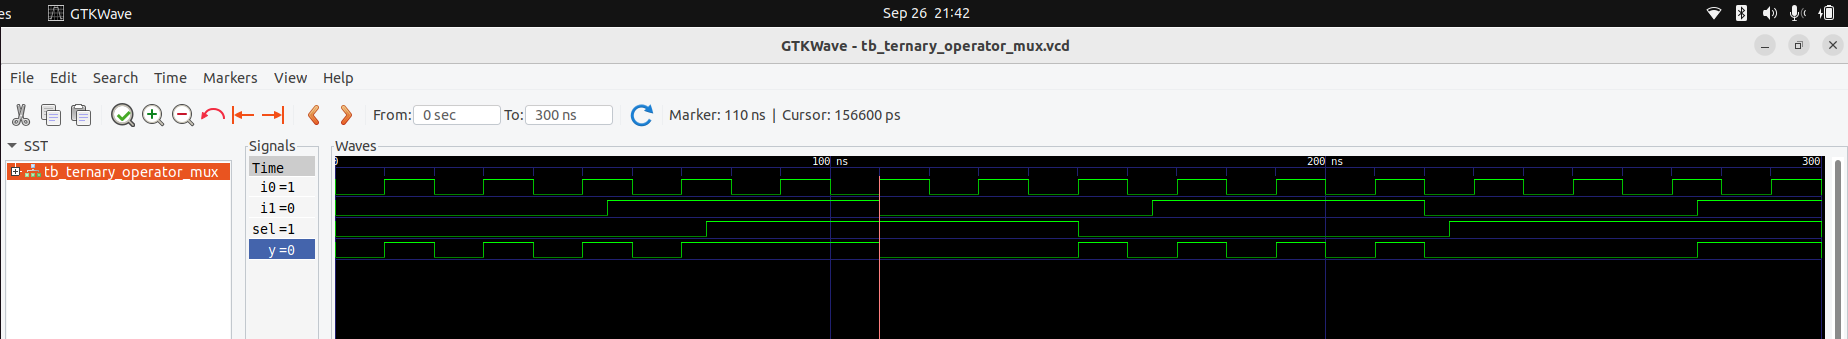 es GTKWave Sep 26 21:42
GTKWave - tb_ternary_operator_mux.vcd
File Edit Search Time Markers View Help
From: 0 sec To: 300 ns Marker: 110 ns | Cursor: 156600 ps
SST
tb_ternary_operator_mux
Signals
Time
i0 =1
i1 =0
sel =1
y =0
Waves
0 100 ns 200 ns 300